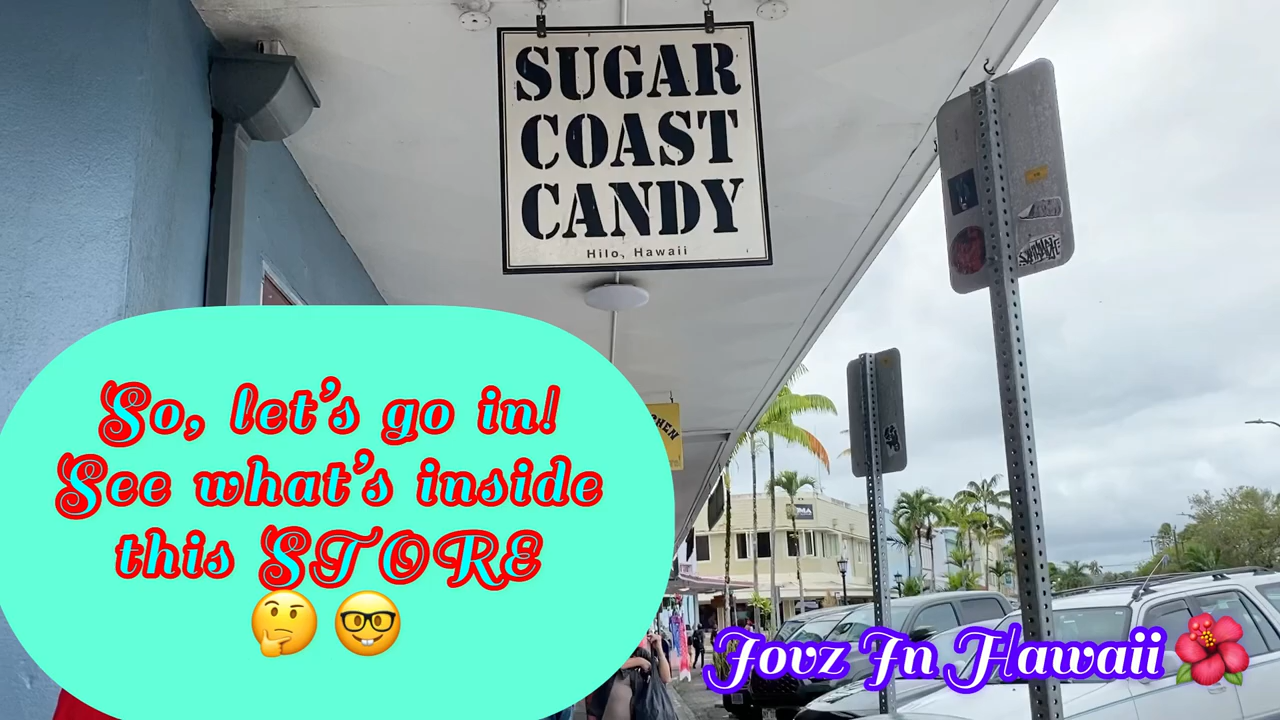 SUGAR
COAST
CANDY
Hilo, Hawaii
So, let's go in!
See what's inside
this STORE
Jovz In Hawaii